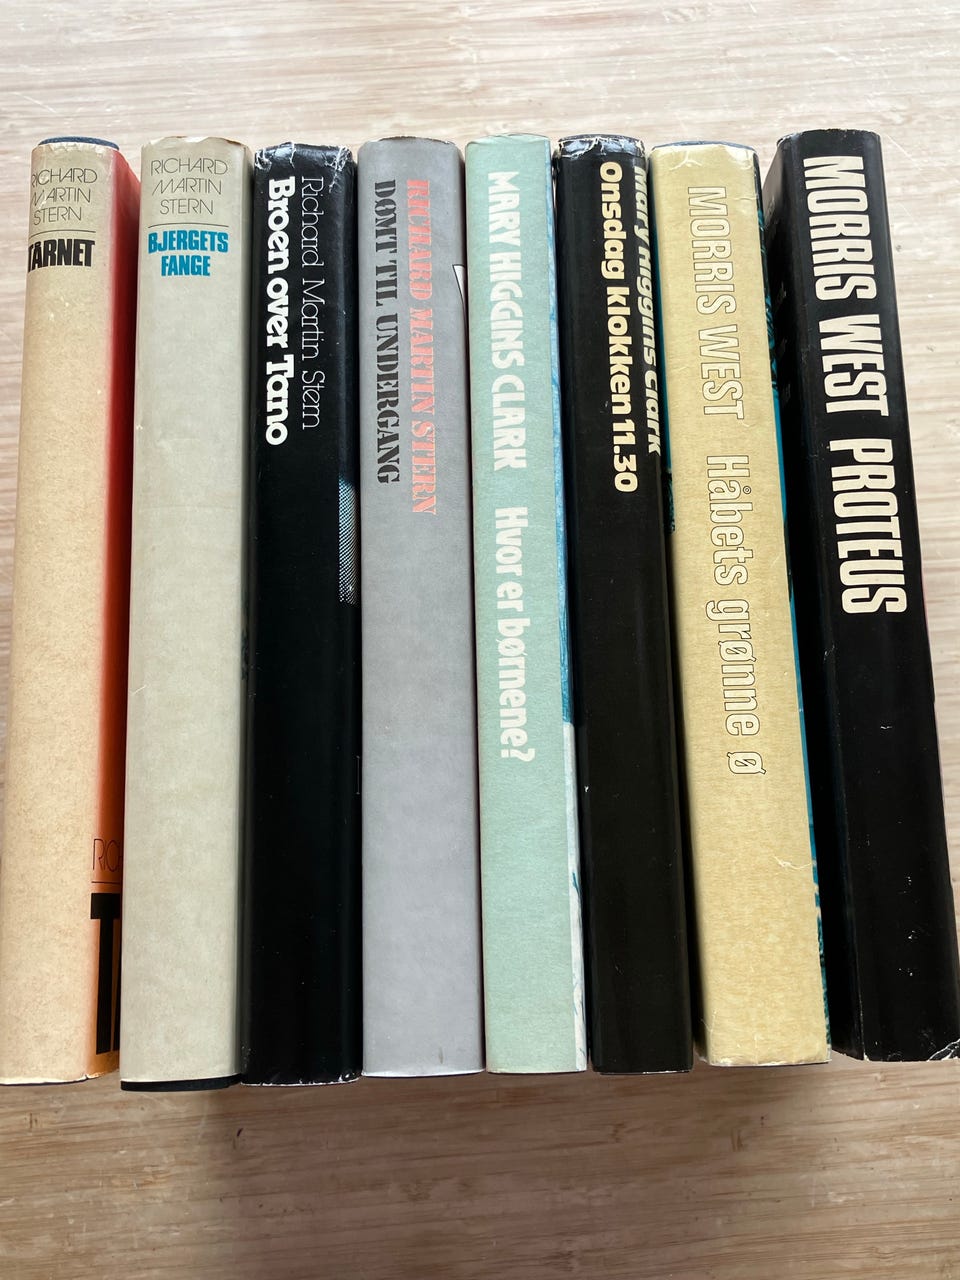 RICHARD
MARTIN
STERN
TÅRNET
RIC
T
RICHARD
MARTIN
STERN
BJERGETS
FANGE
Richard Martin Stern
Broen over Tamo
RICHARD MARTIN STERN
DØMT TIL UNDERGANG
MARY HIGGINS CLARK Hvor er børnene?
Mary Higgins Clark
Onsdag klokken 11.30
MORRIS WEST Håbets grønne ø
MORRIS WEST PROTEUS